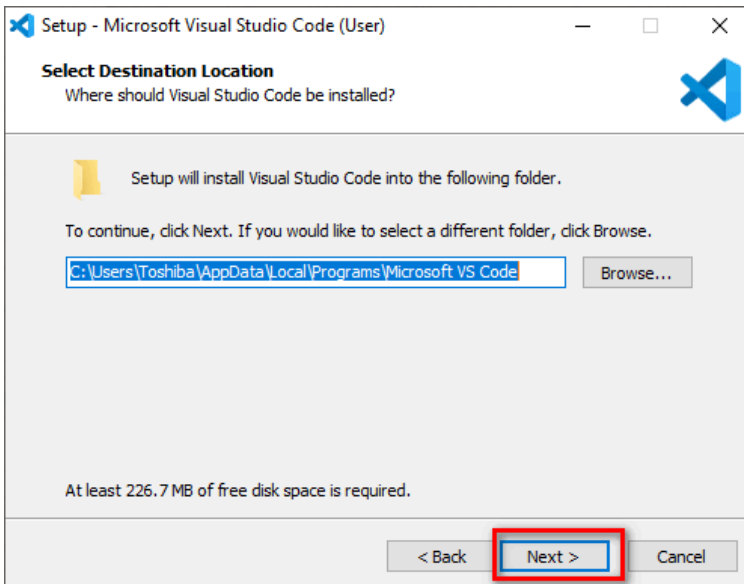 Setup - Microsoft Visual Studio Code (User)
Select Destination Location
Where should Visual Studio Code be installed?
Setup will install Visual Studio Code into the following folder.
To continue, click Next. If you would like to select a different folder, click Browse.
C:\Users\Toshiba\AppData\Local\Programs\Microsoft VS Code
Browse...
At least 226.7 MB of free disk space is required.
< Back
Next >
Cancel